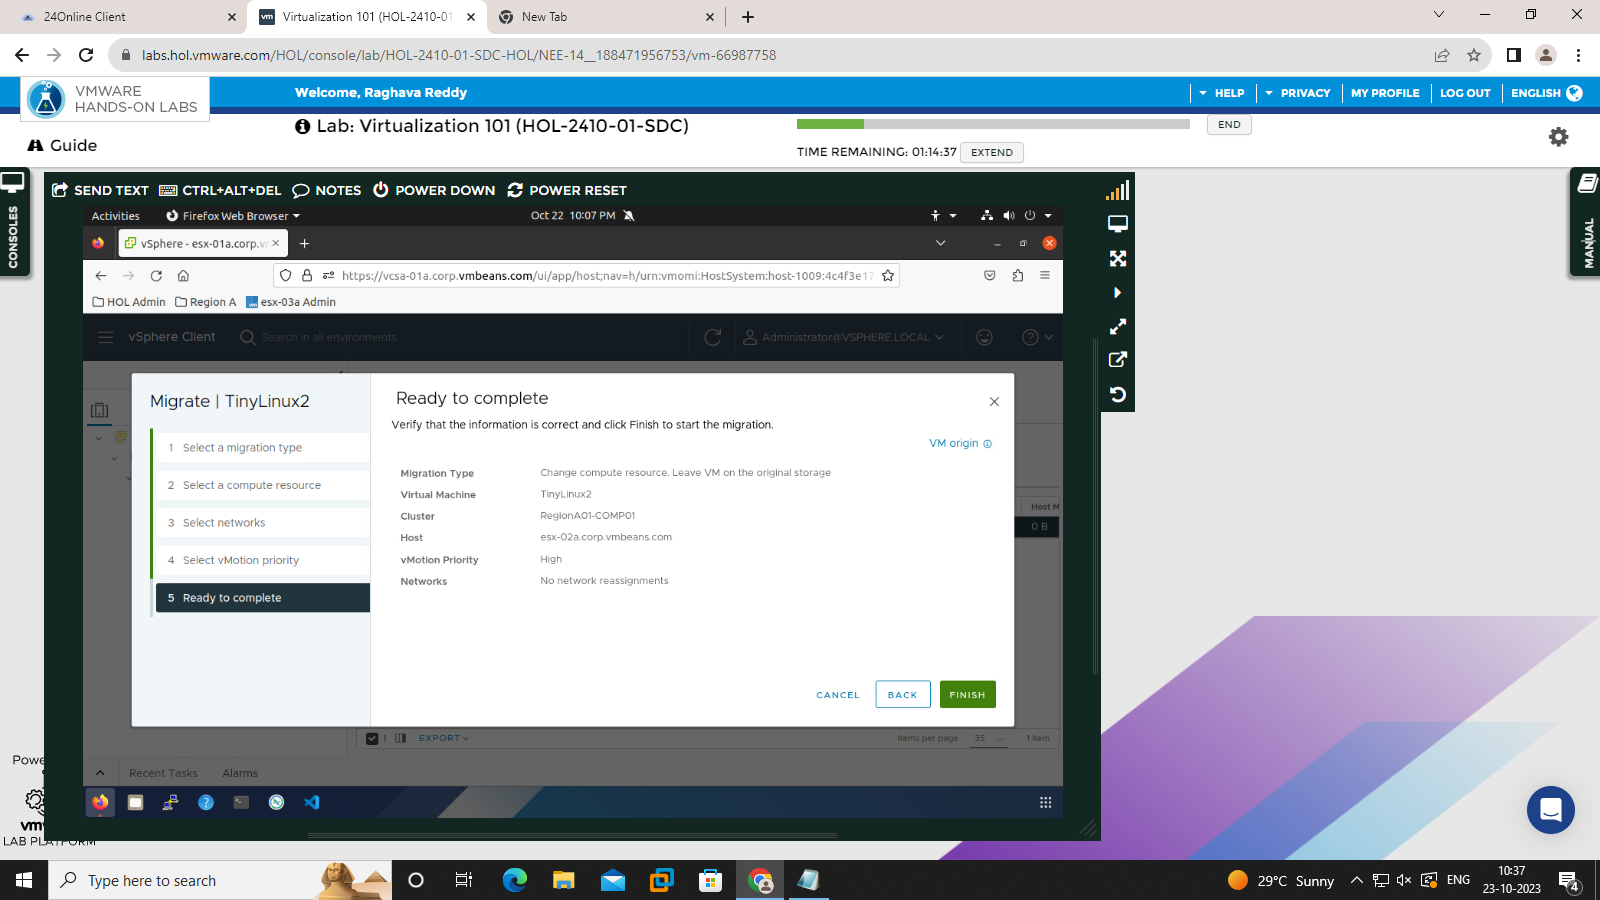 24Online Client
Virtualization 101 (HOL-2410-01
New Tab
labs.hol.vmware.com/HOL/console/lab/HOL-2410-01-SDC-HOL/NEE-14__188471956753/vm-66987758
VMWARE
HANDS-ON LABS
Welcome, Raghava Reddy
HELP
PRIVACY
MY PROFILE
LOG OUT
ENGLISH
Guide
Lab: Virtualization 101 (HOL-2410-01-SDC)
END
TIME REMAINING: 01:14:37
EXTEND
CONSOLES
MANUAL
SEND TEXT
CTRL+ALT+DEL
NOTES
POWER DOWN
POWER RESET
Activities
Firefox Web Browser
Oct 22 10:07 PM
vSphere - esx-01a.corp.v
https://vcsa-01a.corp.vmbeans.com/ui/app/host;nav=h/urn:vmomi:HostSystem:host-1009:4c4f3e17
HOL Admin
Region A
esx-03a Admin
vSphere Client
Search in all environments
Administrator@VSPHERE.LOCAL
Migrate | TinyLinux2
1 Select a migration type
2 Select a compute resource
3 Select networks
4 Select vMotion priority
5 Ready to complete
Ready to complete
Verify that the information is correct and click Finish to start the migration.
VM origin
Migration Type Change compute resource. Leave VM on the original storage
Virtual Machine TinyLinux2
Cluster RegionA01-COMP01
Host esx-02a.corp.vmbeans.com
vMotion Priority High
Networks No network reassignments
CANCEL
BACK
FINISH
Host M
0 B
1
EXPORT
Items per page
35
1 item
Recent Tasks
Alarms
Powe
vmw
LAB PLATFORM
Type here to search
29°C Sunny
ENG
10:37
23-10-2023
4